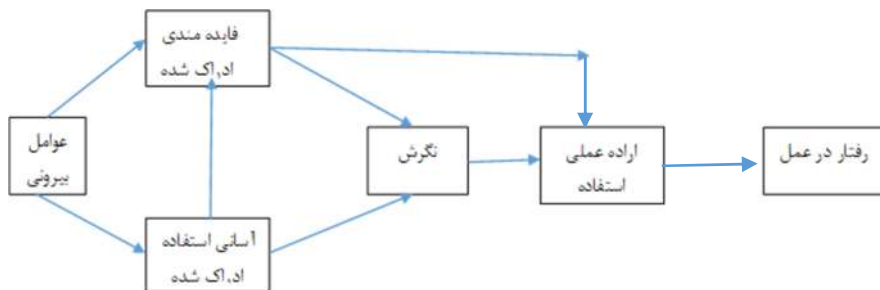 فایده مندی
ادراک شده
عوامل
بیرونی
نگرش
اراده عملی
استفاده
رفتار در عمل
آسانی استفاده
ادراک شده